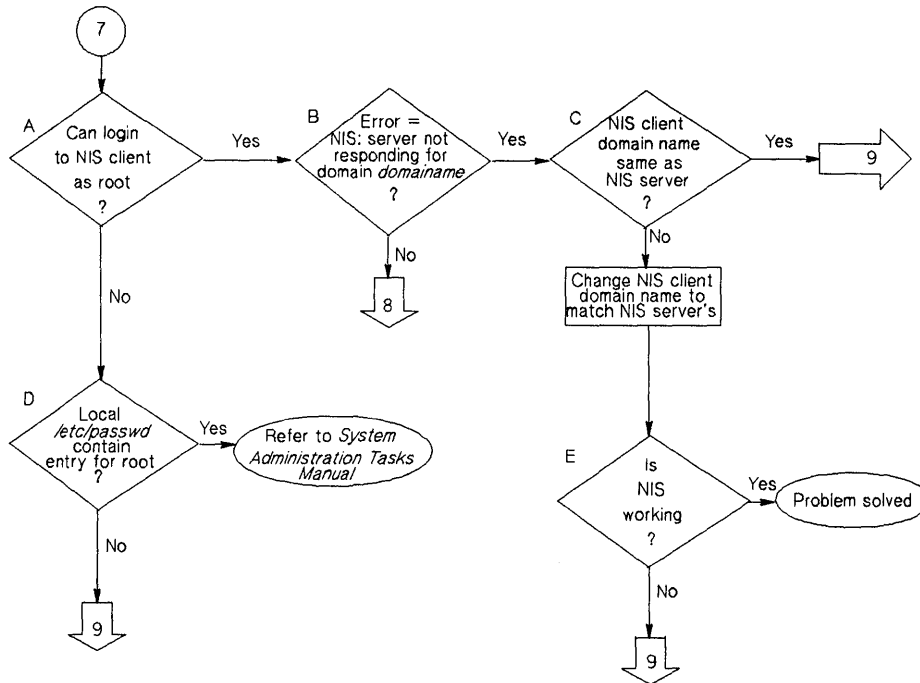 7
A
Can login
to NIS client
as root
?
Yes
B
Error =
NIS: server not
responding for
domain domainame
?
Yes
C
NIS client
domain name
same as
NIS server
?
Yes
9
No
8
No
Change NIS client
domain name to
match NIS server's
No
D
Local
/etc/passwd
contain
entry for root
?
Yes
Refer to System
Administration Tasks
Manual
No
9
E
Is
NIS
working
?
Yes
Problem solved
No
9